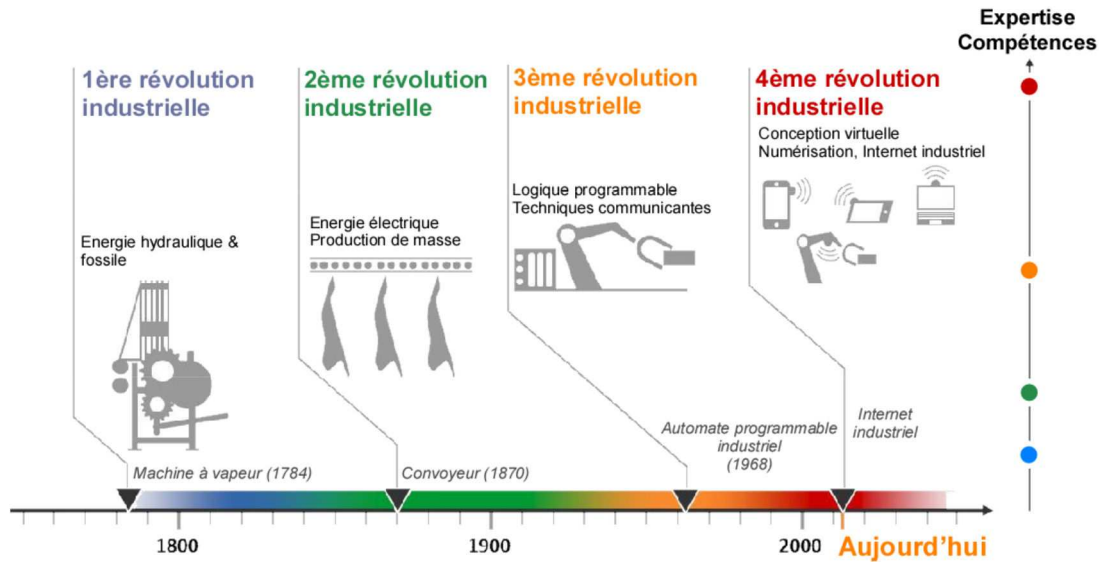 Expertise
Compétences
1ère révolution
industrielle
2ème révolution
industrielle
3ème révolution
industrielle
4ème révolution
industrielle
Conception virtuelle
Numérisation, Internet industriel
Logique programmable
Techniques communicantes
Energie électrique
Production de masse
Energie hydraulique &
fossile
Machine à vapeur (1784)
Convoyeur (1870)
Automate programmable
industriel
(1968)
Internet
industriel
1800
1900
2000
Aujourd'hui